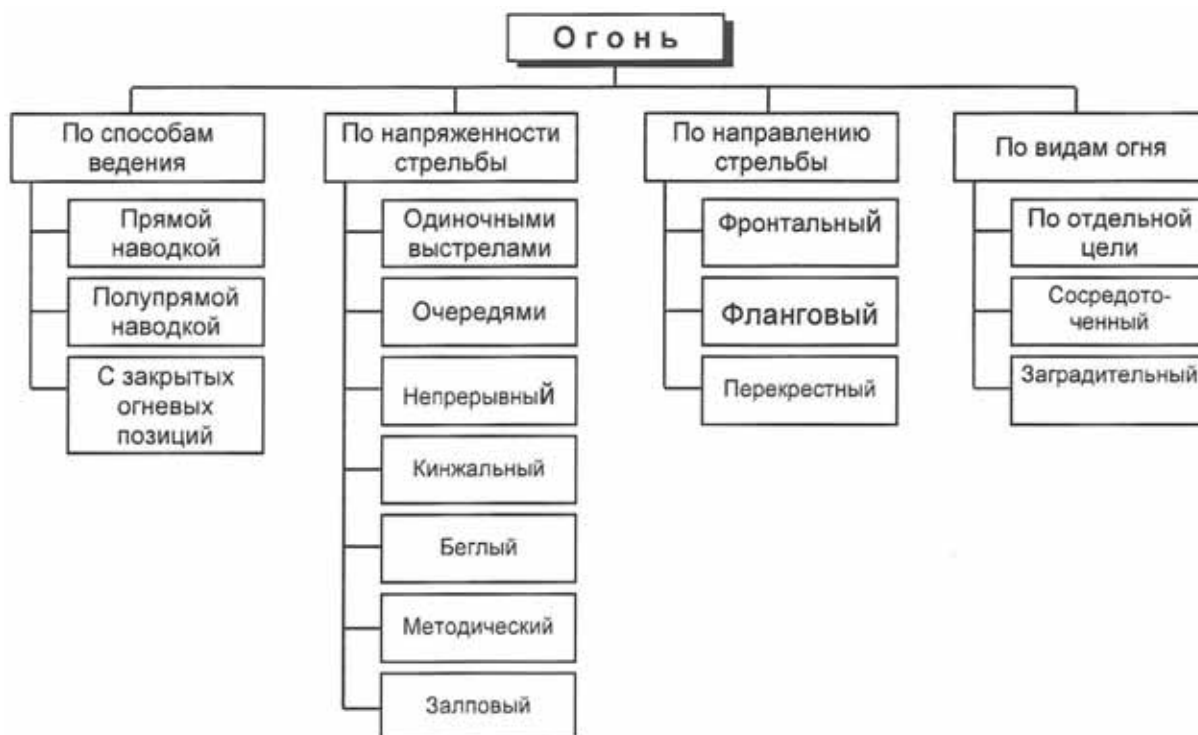 Огонь
По способам
ведения
Прямой
наводкой
Полупрямой
наводкой
С закрытых
огневых
позиций
По напряженности
стрельбы
Одиночными
выстрелами
Очередями
Непрерывный
Кинжальный
Беглый
Методический
Залповый
По направлению
стрельбы
Фронтальный
Фланговый
Перекрестный
По видам огня
По отдельной
цели
Сосредото-
ченный
Заградительный